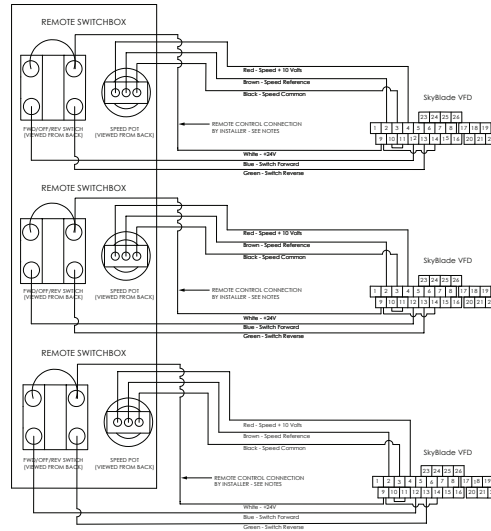 REMOTE SWITCHBOX
Red - Speed + 10 Volts
Brown - Speed Reference
Black - Speed Common
SkyBlade VFD
23 24 25 26
1 2 3 4 5 6 7 8 17 18 19
9 10 11 12 13 14 15 16 20 21
FWD/OFF/REV SWITCH
(VIEWED FROM BACK)
SPEED POT
(VIEWED FROM BACK)
REMOTE CONTROL CONNECTION
BY INSTALLER - SEE NOTES
White - +24V
Blue - Switch Forward
Green - Switch Reverse
REMOTE SWITCHBOX
Red - Speed + 10 Volts
Brown - Speed Reference
Black - Speed Common
SkyBlade VFD
23 24 25 26
1 2 3 4 5 6 7 8 17 18 19
9 10 11 12 13 14 15 16 20 21
FWD/OFF/REV SWITCH
(VIEWED FROM BACK)
SPEED POT
(VIEWED FROM BACK)
REMOTE CONTROL CONNECTION
BY INSTALLER - SEE NOTES
White - +24V
Blue - Switch Forward
Green - Switch Reverse
REMOTE SWITCHBOX
Red - Speed + 10 Volts
Brown - Speed Reference
Black - Speed Common
SkyBlade VFD
23 24 25 26
1 2 3 4 5 6 7 8 17 18 19
9 10 11 12 13 14 15 16 20 21
FWD/OFF/REV SWITCH
(VIEWED FROM BACK)
SPEED POT
(VIEWED FROM BACK)
REMOTE CONTROL CONNECTION
BY INSTALLER - SEE NOTES
White - +24V
Blue - Switch Forward
Green - Switch Reverse